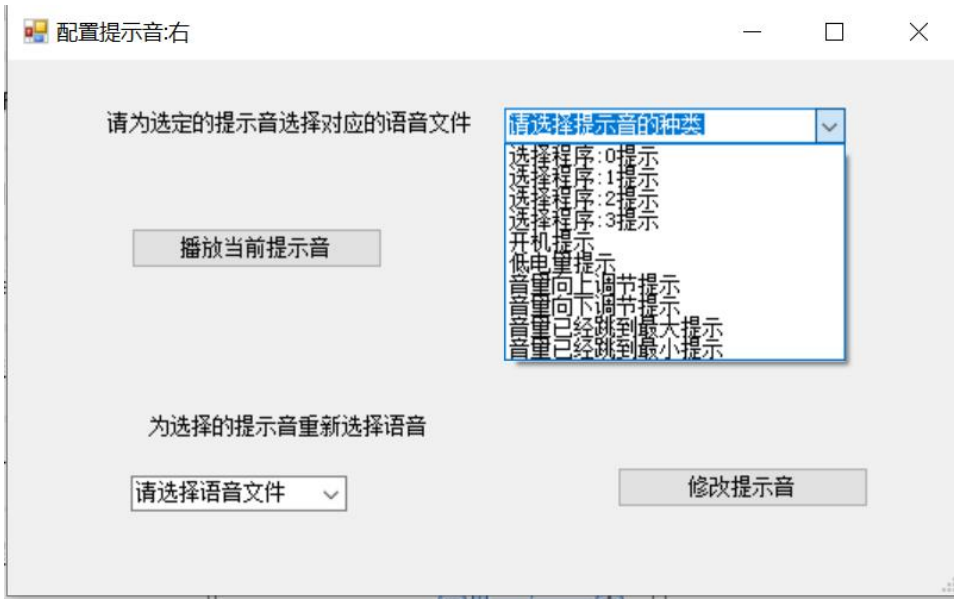 配置提示音:右
请为选定的提示音选择对应的语音文件
请选择提示音的种类
选择程序:0提示
选择程序:1提示
选择程序:2提示
选择程序:3提示
开机提示
低电量提示
音量向上调节提示
音量向下调节提示
音量已经跳到最大提示
音量已经跳到最小提示
播放当前提示音
为选择的提示音重新选择语音
请选择语音文件
修改提示音